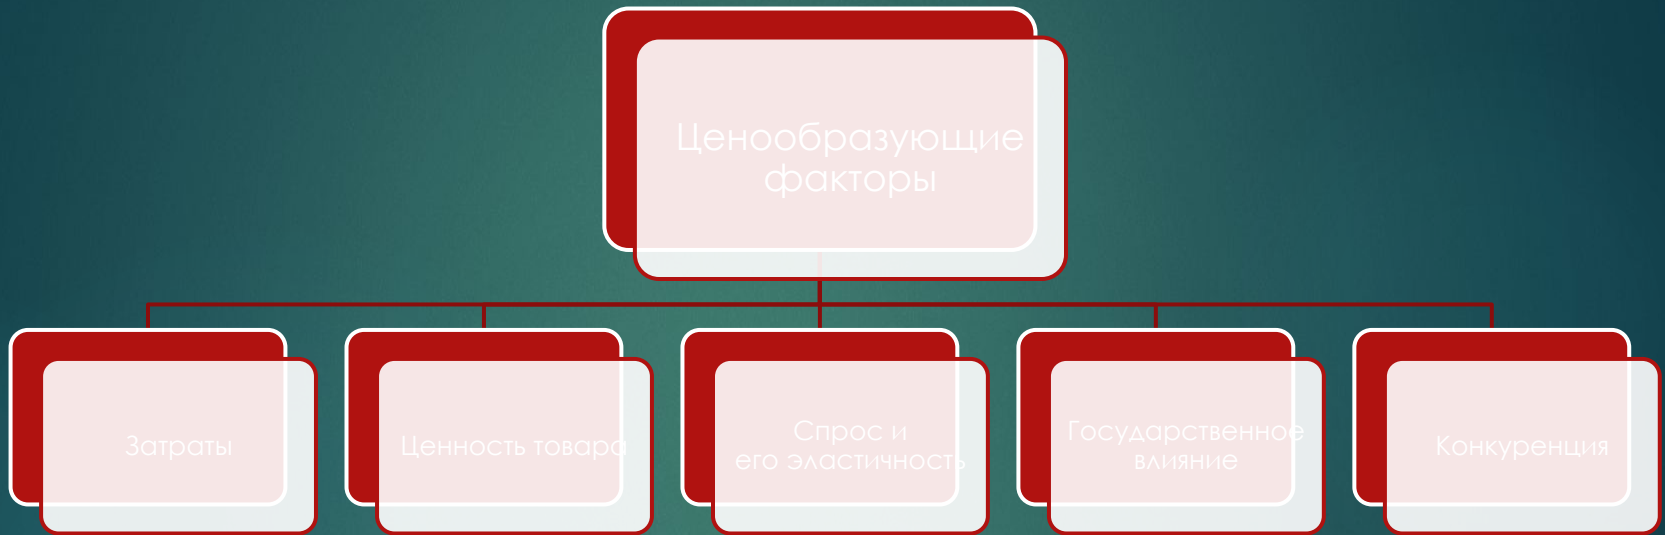 Ценообразующие
факторы
Затраты
Ценность товара
Спрос и
его эластичность
Государственное
влияние
Конкуренция